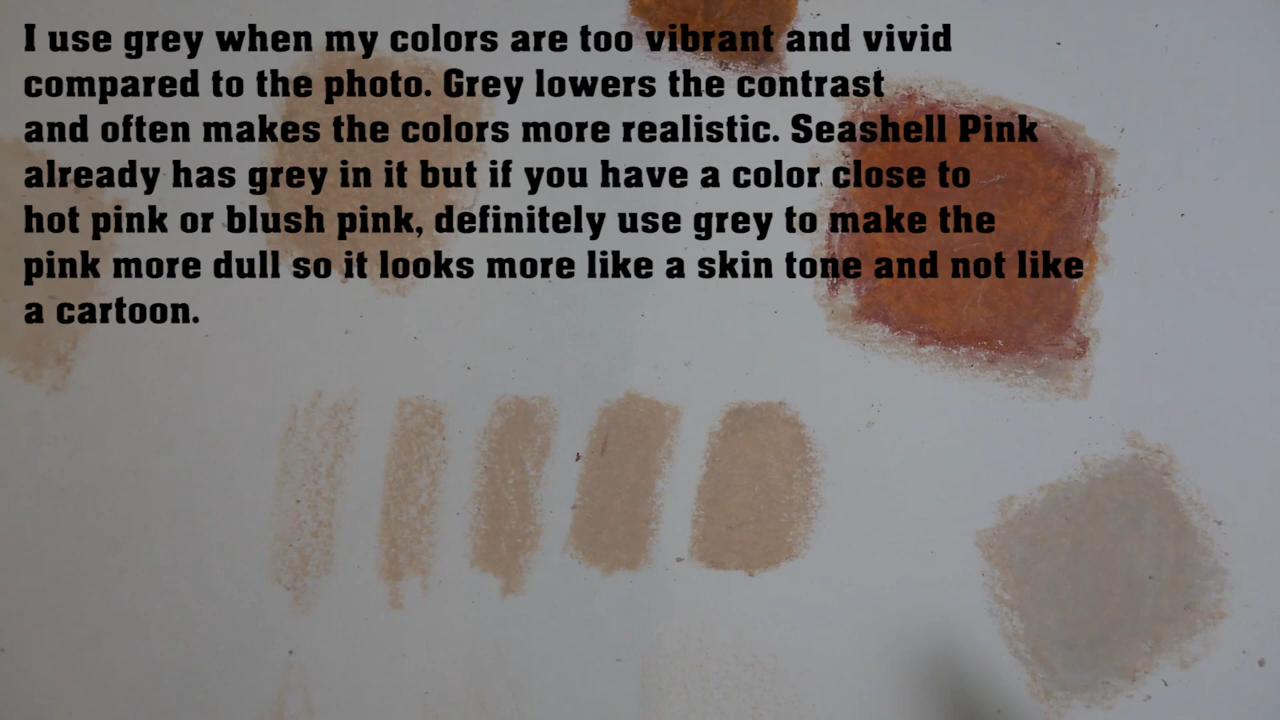 I use grey when my colors are too vibrant and vivid
compared to the photo. Grey lowers the contrast
and often makes the colors more realistic. Seashell Pink
already has grey in it but if you have a color close to
hot pink or blush pink, definitely use grey to make the
pink more dull so it looks more like a skin tone and not like
a cartoon.